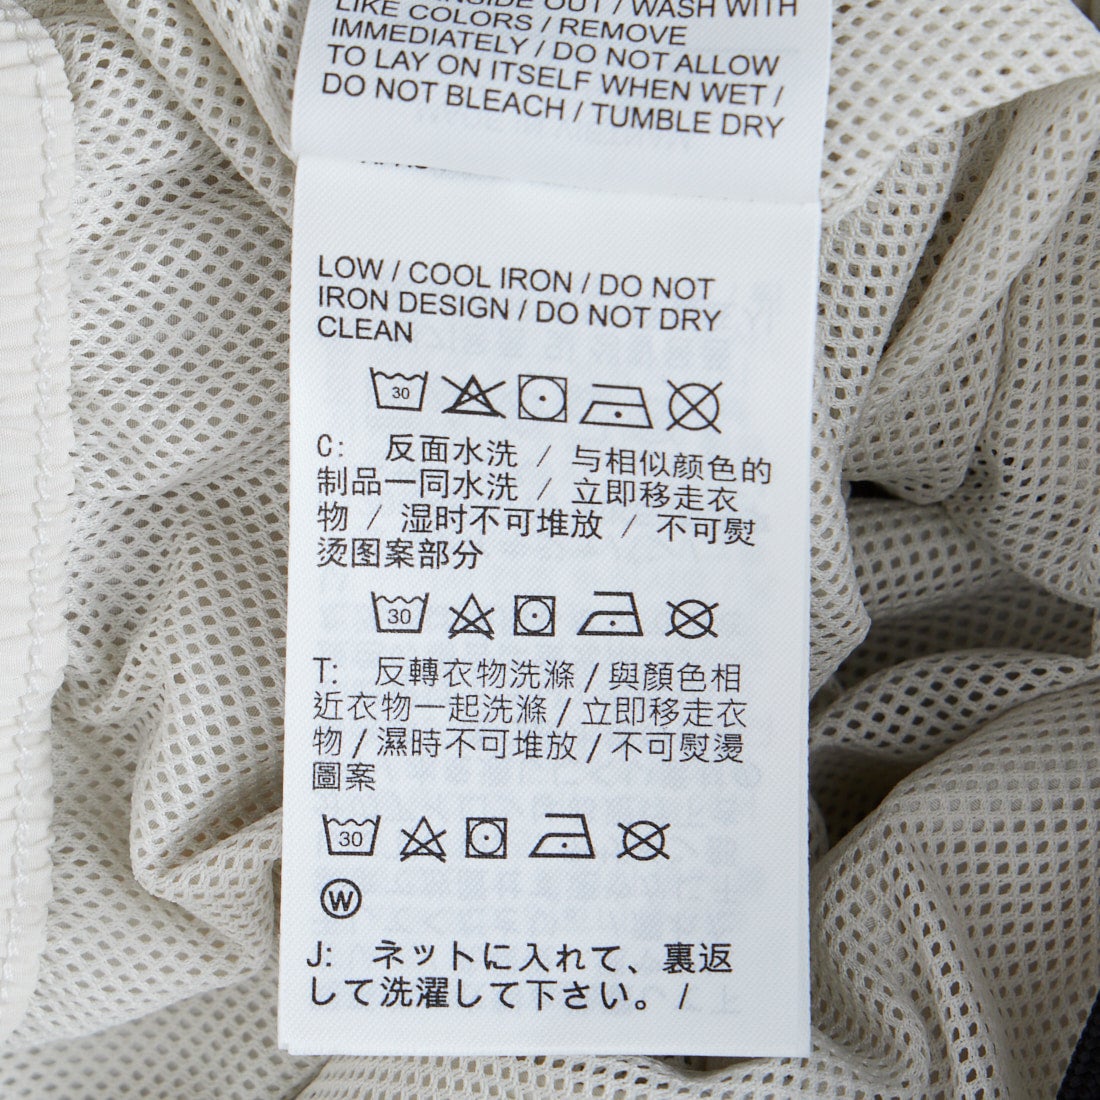 INSIDE OUT / WASH WITH
LIKE COLORS / REMOVE
IMMEDIATELY / DO NOT ALLOW
TO LAY ON ITSELF WHEN WET /
DO NOT BLEACH / TUMBLE DRY
LOW / COOL IRON / DO NOT
IRON DESIGN / DO NOT DRY
CLEAN
30
C: 反面水洗 / 与相似颜色的
制品一同水洗 / 立即移走衣
物 / 湿时不可堆放 / 不可熨
烫图案部分
30
T: 反轉衣物洗滌 / 與顏色相
近衣物一起洗滌 / 立即移走衣
物 / 濕時不可堆放 / 不可熨燙
圖案
30
W
J: ネットに入れて、裏返
して洗濯して下さい。 /